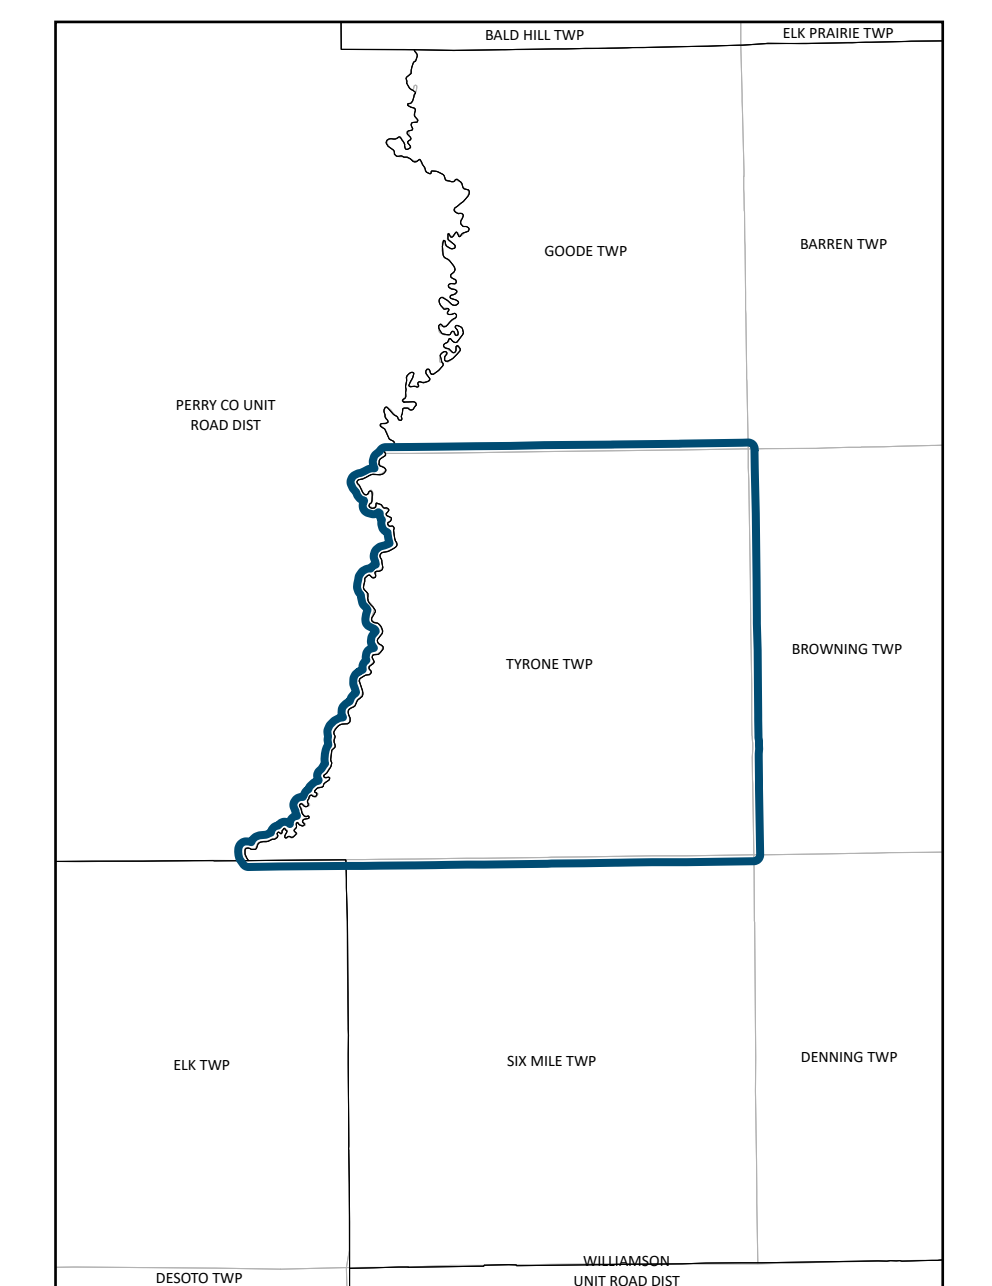 BALD HILL TWP
ELK PRAIRIE TWP
GOODE TWP
BARREN TWP
PERRY CO UNIT
ROAD DIST
TYRONE TWP
BROWNING TWP
ELK TWP
SIX MILE TWP
DENNING TWP
WILLIAMSON
UNIT ROAD DIST
DESOTO TWP